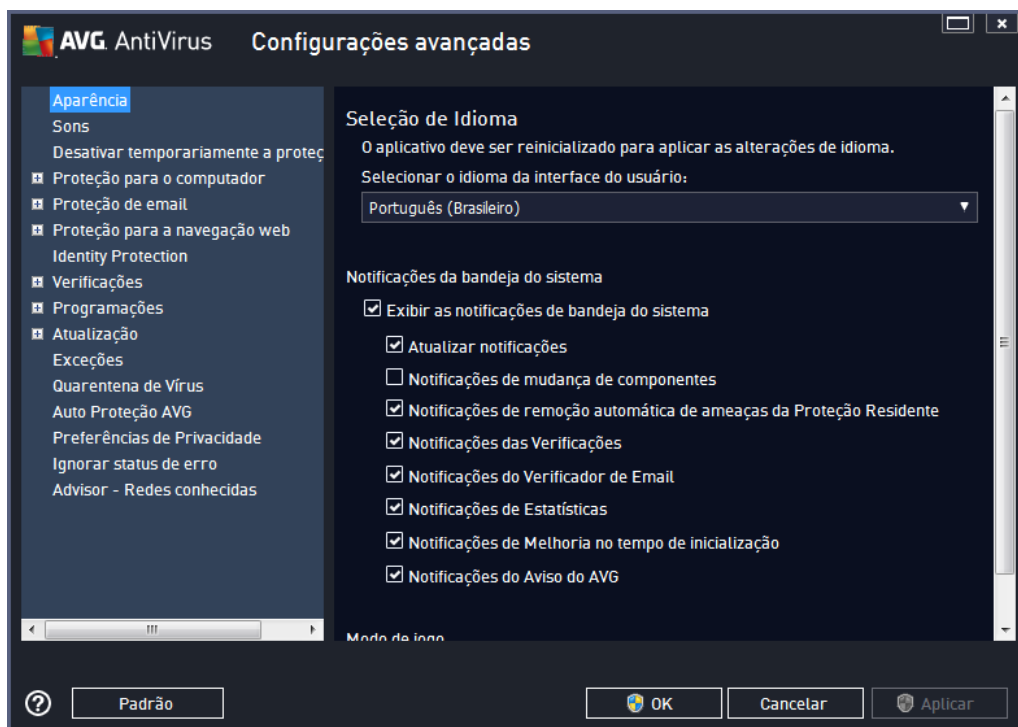 AVG. AntiVirus Configurações avançadas
Aparência
Sons
Desativar temporariamente a proteç
Proteção para o computador
Proteção de email
Proteção para a navegação web
Identity Protection
Verificações
Programações
Atualização
Exceções
Quarentena de Vírus
Auto Proteção AVG
Preferências de Privacidade
Ignorar status de erro
Advisor - Redes conhecidas
Seleção de Idioma
O aplicativo deve ser reinicializado para aplicar as alterações de idioma.
Selecionar o idioma da interface do usuário:
Português (Brasileiro)
Notificações da bandeja do sistema
Exibir as notificações de bandeja do sistema
Atualizar notificações
Notificações de mudança de componentes
Notificações de remoção automática de ameaças da Proteção Residente
Notificações das Verificações
Notificações do Verificador de Email
Notificações de Estatísticas
Notificações de Melhoria no tempo de inicialização
Notificações do Aviso do AVG
Modo de jogo
Padrão
OK
Cancelar
Aplicar